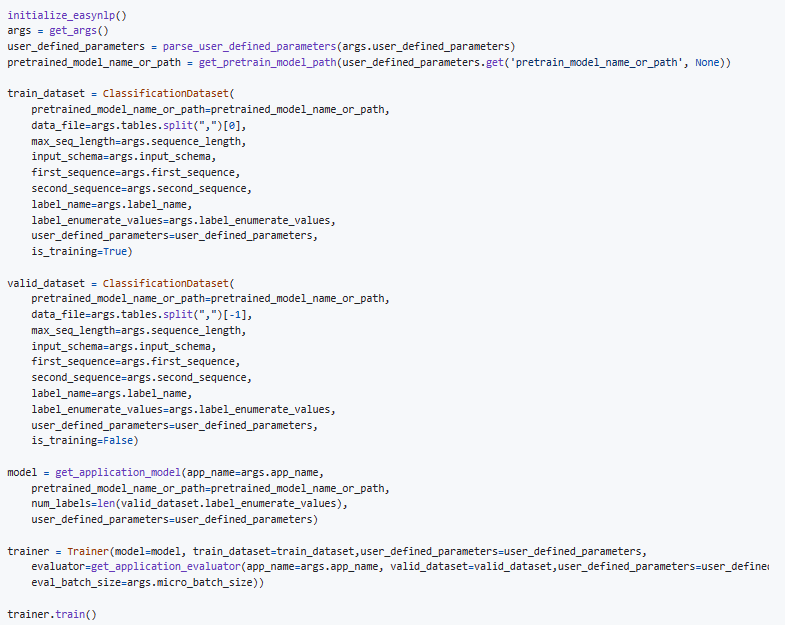 initialize_easynlp()
args = get_args()
user_defined_parameters = parse_user_defined_parameters(args.user_defined_parameters)
pretrained_model_name_or_path = get_pretrain_model_path(user_defined_parameters.get('pretrain_model_name_or_path', None))

train_dataset = ClassificationDataset(
    pretrained_model_name_or_path=pretrained_model_name_or_path,
    data_file=args.tables.split(",")[0],
    max_seq_length=args.sequence_length,
    input_schema=args.input_schema,
    first_sequence=args.first_sequence,
    second_sequence=args.second_sequence,
    label_name=args.label_name,
    label_enumerate_values=args.label_enumerate_values,
    user_defined_parameters=user_defined_parameters,
    is_training=True)

valid_dataset = ClassificationDataset(
    pretrained_model_name_or_path=pretrained_model_name_or_path,
    data_file=args.tables.split(",")[-1],
    max_seq_length=args.sequence_length,
    input_schema=args.input_schema,
    first_sequence=args.first_sequence,
    second_sequence=args.second_sequence,
    label_name=args.label_name,
    label_enumerate_values=args.label_enumerate_values,
    user_defined_parameters=user_defined_parameters,
    is_training=False)

model = get_application_model(app_name=args.app_name,
    pretrained_model_name_or_path=pretrained_model_name_or_path,
    num_labels=len(valid_dataset.label_enumerate_values),
    user_defined_parameters=user_defined_parameters)

trainer = Trainer(model=model, train_dataset=train_dataset,user_defined_parameters=user_defined_parameters,
    evaluator=get_application_evaluator(app_name=args.app_name, valid_dataset=valid_dataset,user_defined_parameters=user_define
    eval_batch_size=args.micro_batch_size))

trainer.train()